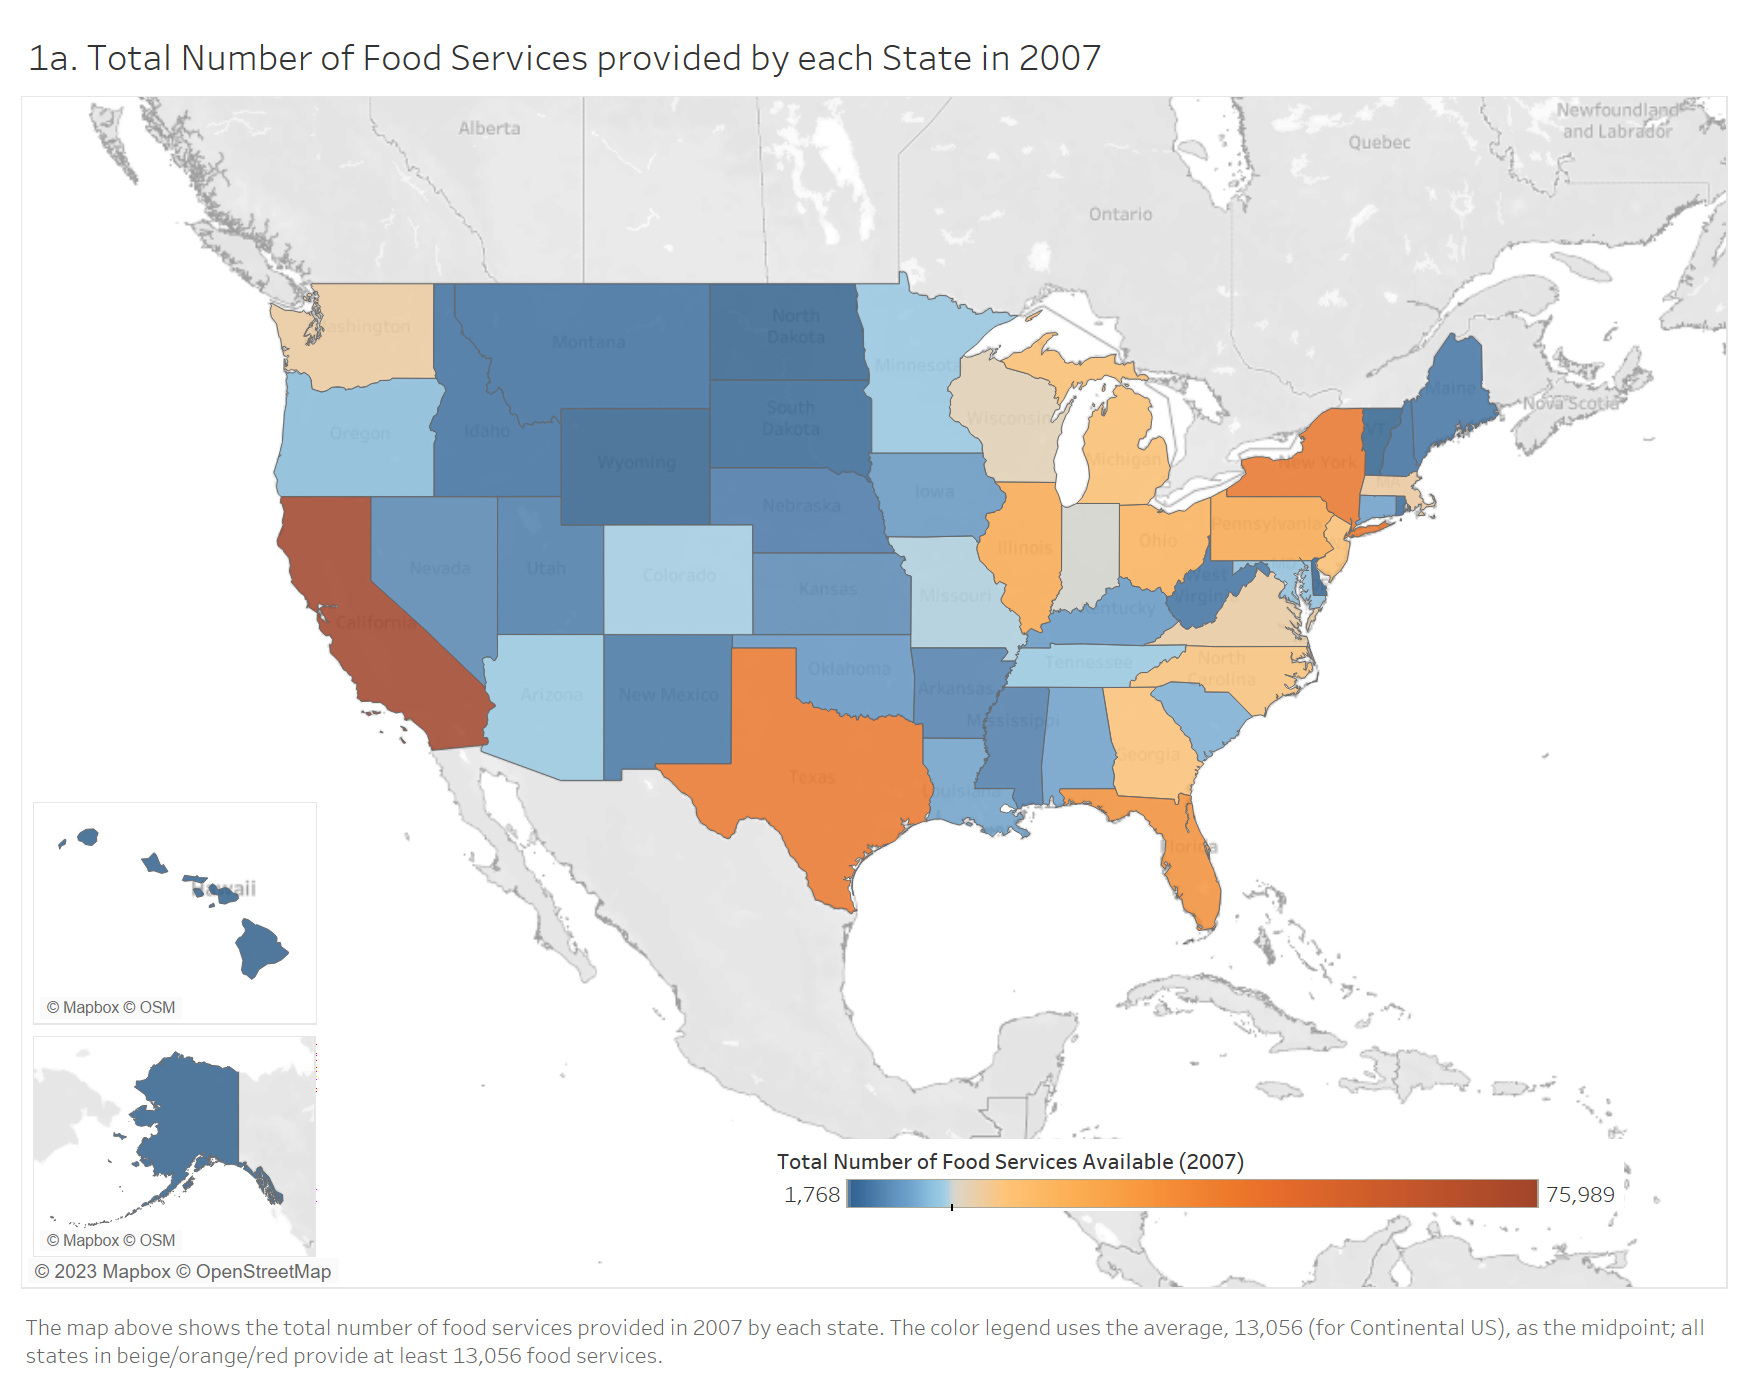 1a. Total Number of Food Services provided by each State in 2007
Alberta
Newfoundland
and Labrador
Quebec
Ontario
Nova Scotia
ashington
Montana
North
Dakota
Minnesota
Maine
Oregon
Idaho
South
Dakota
Wisconsin
VT
Wyoming
Michigan
New York
MA
Nebraska
Iowa
Illinois
Ohio
Pennsylvania
Nevada
Utah
Colorado
Kansas
Missouri
West
Virginia
California
entucky
Oklahoma
Tennessee
North
Carolina
Arizona
New Mexico
Arkansas
Mississippi
Georgia
Texas
Louisiana
Florida
Hawaii
© Mapbox © OSM
© Mapbox © OSM
© 2023 Mapbox © OpenStreetMap
Total Number of Food Services Available (2007)
1,768 75,989
The map above shows the total number of food services provided in 2007 by each state. The color legend uses the average, 13,056 (for Continental US), as the midpoint; all
states in beige/orange/red provide at least 13,056 food services.